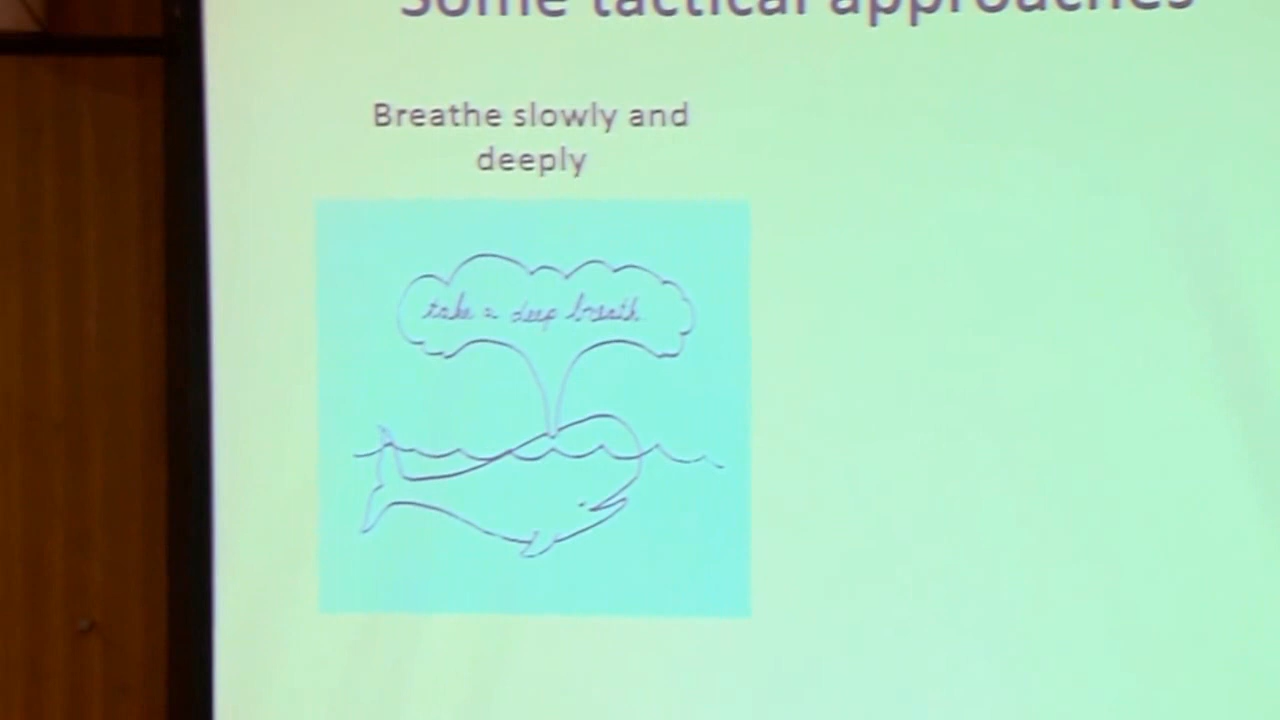 Some tactical approaches
Breathe slowly and
deeply
take a deep breath